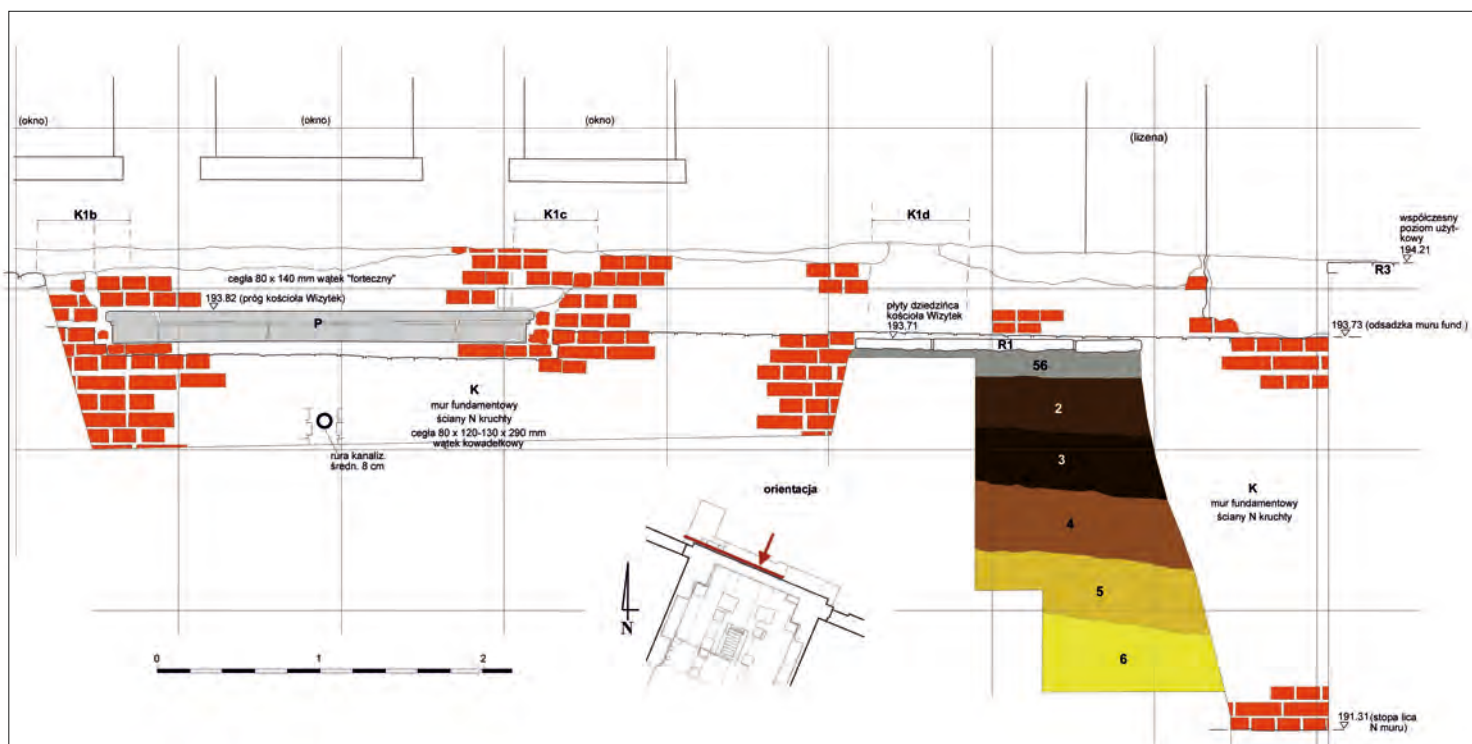 (okno)
(okno)
(okno)
(lizena)
K1b
K1c
K1d
współczesny
poziom użyt-
kowy
194.21
R3
cegła 80 x 140 mm wątek "forteczny"
193.82 (próg kościoła Wizytek)
P
płyty dziedzińca
kościoła Wizytek
193,71
R1
193.73 (odsadzka muru fund.)
56
2
3
4
5
6
K
mur fundamentowy
ściany N kruchty
cegła 80 x 120-130 x 290 mm
wątek kowadełkowy
rura kanaliz.
średn. 8 cm
K
mur fundamentowy
ściany N kruchty
orientacja
N
0 1 2
191.31 (stopa lica
N muru)